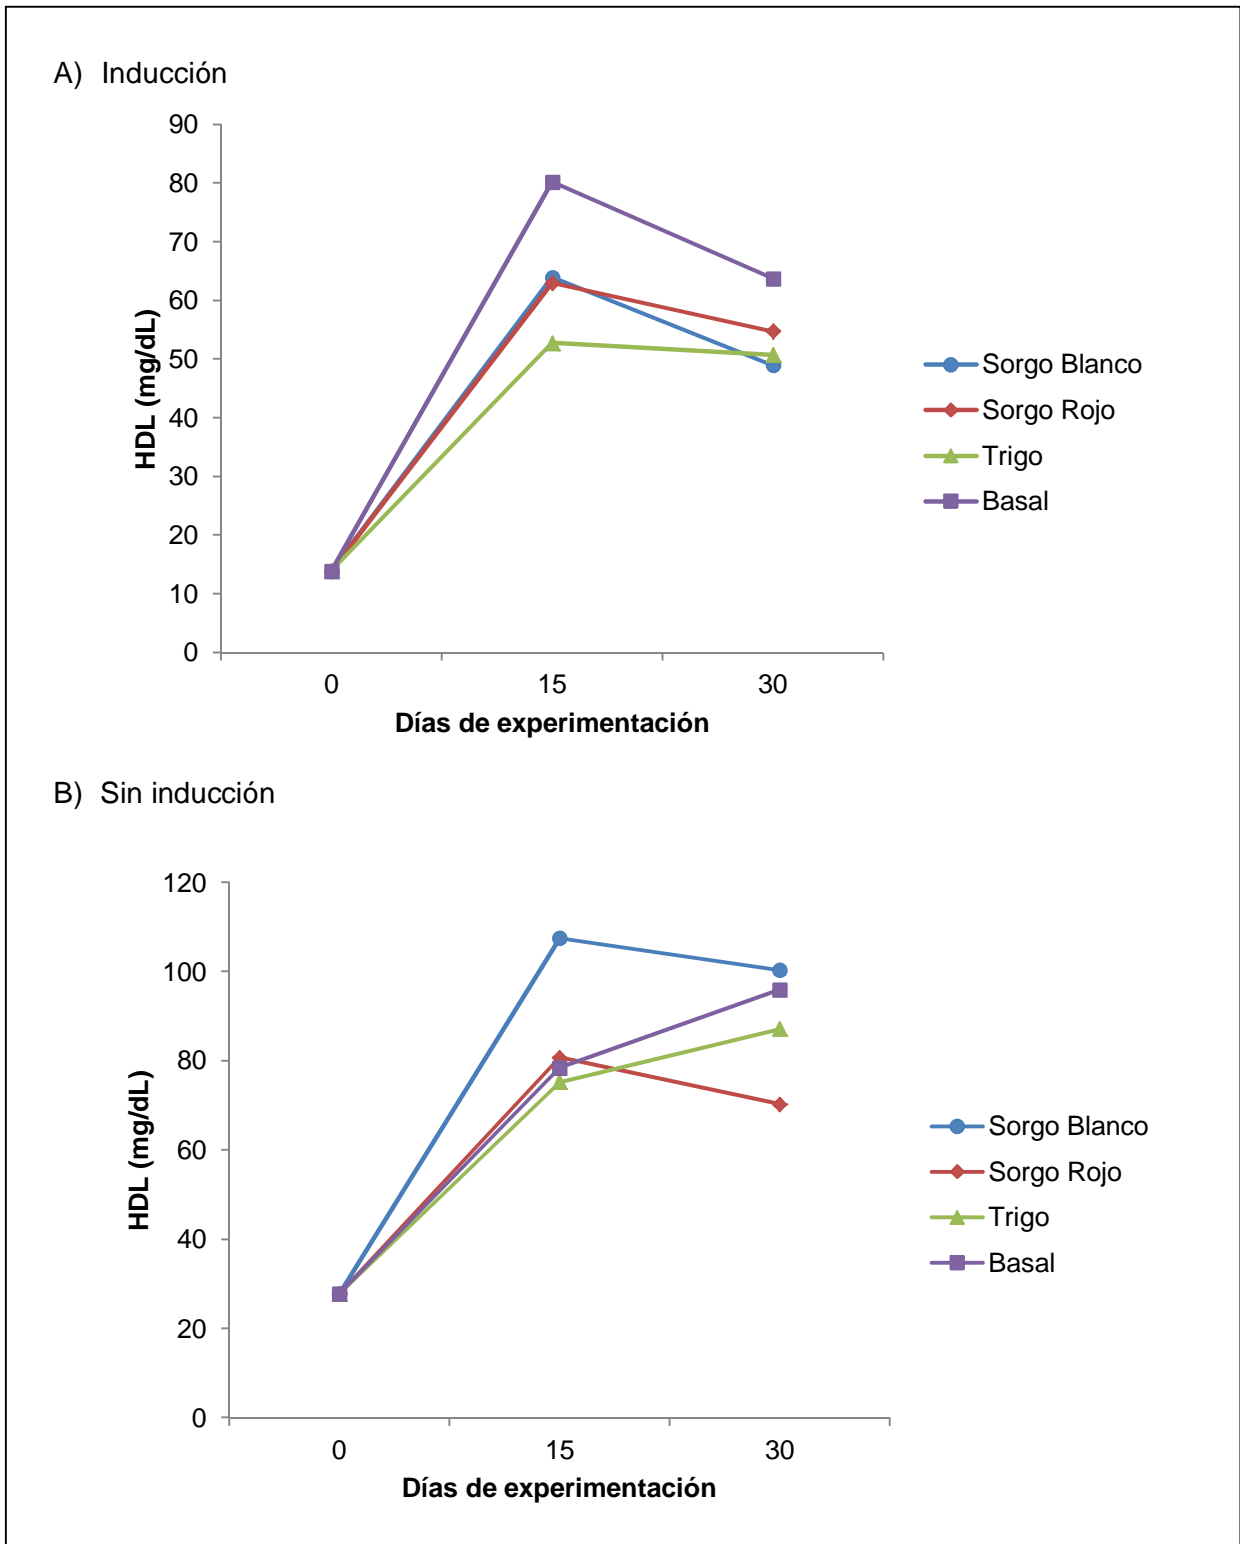 A) Inducción
90
80
70
60
50
40
30
20
10
0
HDL (mg/dL)
0 15 30
Días de experimentación
Sorgo Blanco
Sorgo Rojo
Trigo
Basal
B) Sin inducción
120
100
80
60
40
20
0
HDL (mg/dL)
0 15 30
Días de experimentación
Sorgo Blanco
Sorgo Rojo
Trigo
Basal